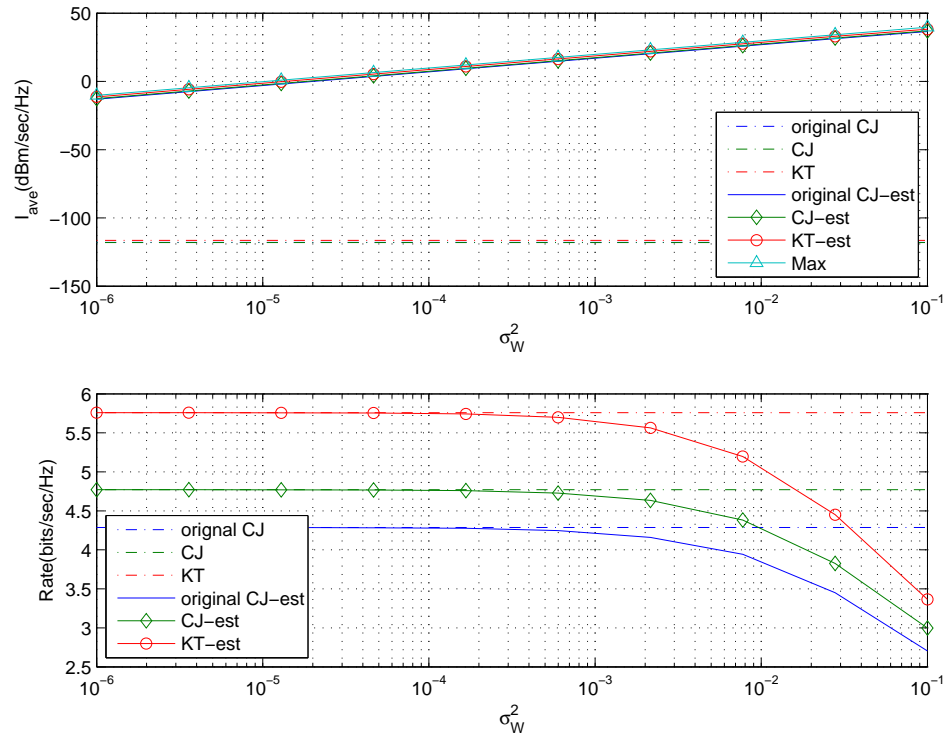 50
0
−50
−100
−150
I_ave(dBm/sec/Hz)
original CJ
CJ
KT
original CJ−est
CJ−est
KT−est
Max
10^−6 10^−5 10^−4 10^−3 10^−2 10^−1
σ_W^2
6
5.5
5
4.5
4
3.5
3
2.5
Rate(bits/sec/Hz)
orignal CJ
CJ
KT
original CJ−est
CJ−est
KT−est
10^−6 10^−5 10^−4 10^−3 10^−2 10^−1
σ_W^2